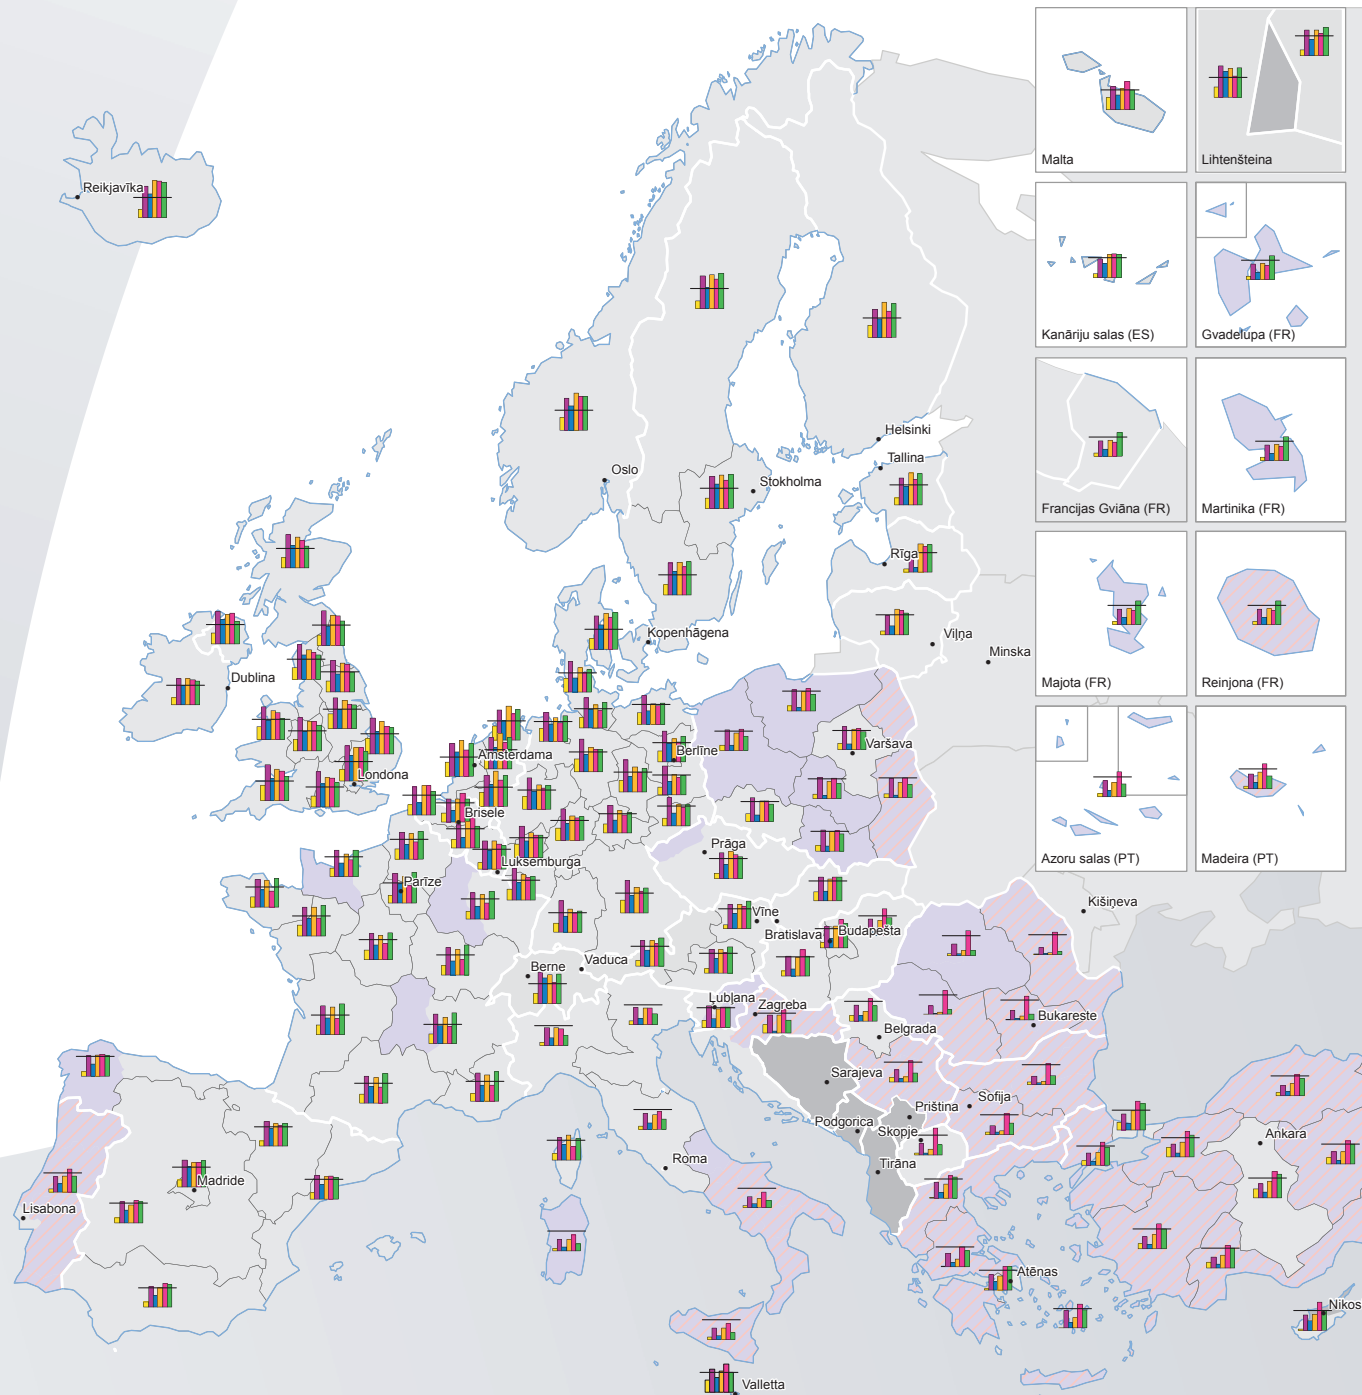 Malta
Lihtenšteina
Reikjavīka
Kanāriju salas (ES)
Gvadelupa (FR)
Helsinki
Tallina
Oslo
Stokholma
Francijas Gviāna (FR)
Martinika (FR)
Rīga
Kopenhāgena
Viļņa
Minska
Dublina
Majota (FR)
Reinjona (FR)
Varšava
Berlīne
Amsterdama
Londona
Brisele
Prāga
Luksemburga
Azoru salas (PT)
Madeira (PT)
Parīze
Kišiņeva
Vīne
Bratislava
Budapešta
Berne
Vaduca
Ļubļana
Zagreba
Bukareste
Belgrada
Sarajeva
Sofija
Priština
Podgorica
Skopje
Ankara
Tirāna
Roma
Madride
Lisabona
Atēnas
Nikos
Valletta